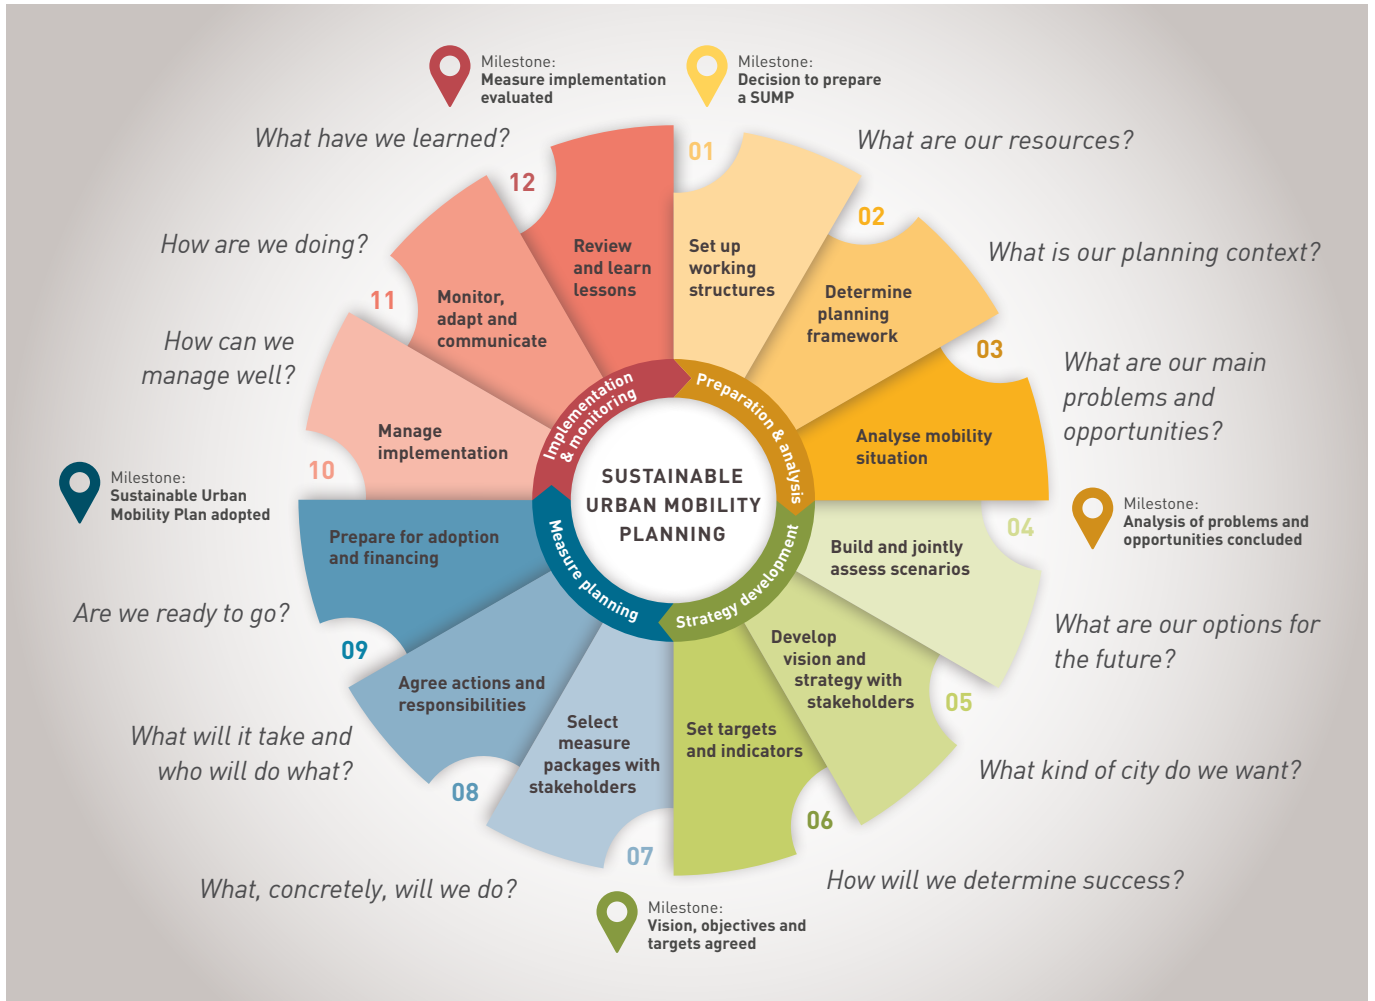 Milestone:
Measure implementation
evaluated
Milestone:
Decision to prepare
a SUMP
What have we learned?
What are our resources?
01
12
02
How are we doing?
What is our planning context?
Review
and learn
lessons
Set up
working
structures
11
Monitor,
adapt and
communicate
Determine
planning
framework
03
How can we
manage well?
What are our main
problems and
opportunities?
Implementation
& monitoring
Preparation & analysis
Manage
implementation
Analyse mobility
situation
10
Milestone:
Sustainable Urban
Mobility Plan adopted
SUSTAINABLE
URBAN MOBILITY
PLANNING
Milestone:
Analysis of problems and
opportunities concluded
04
Prepare for adoption
and financing
Measure planning
Strategy development
Build and jointly
assess scenarios
Are we ready to go?
What are our options for
the future?
09
Agree actions and
responsibilities
Develop
vision and
strategy with
stakeholders
05
What will it take and
who will do what?
Select
measure
packages with
stakeholders
Set targets
and indicators
What kind of city do we want?
08
06
07
What, concretely, will we do?
How will we determine success?
Milestone:
Vision, objectives and
targets agreed